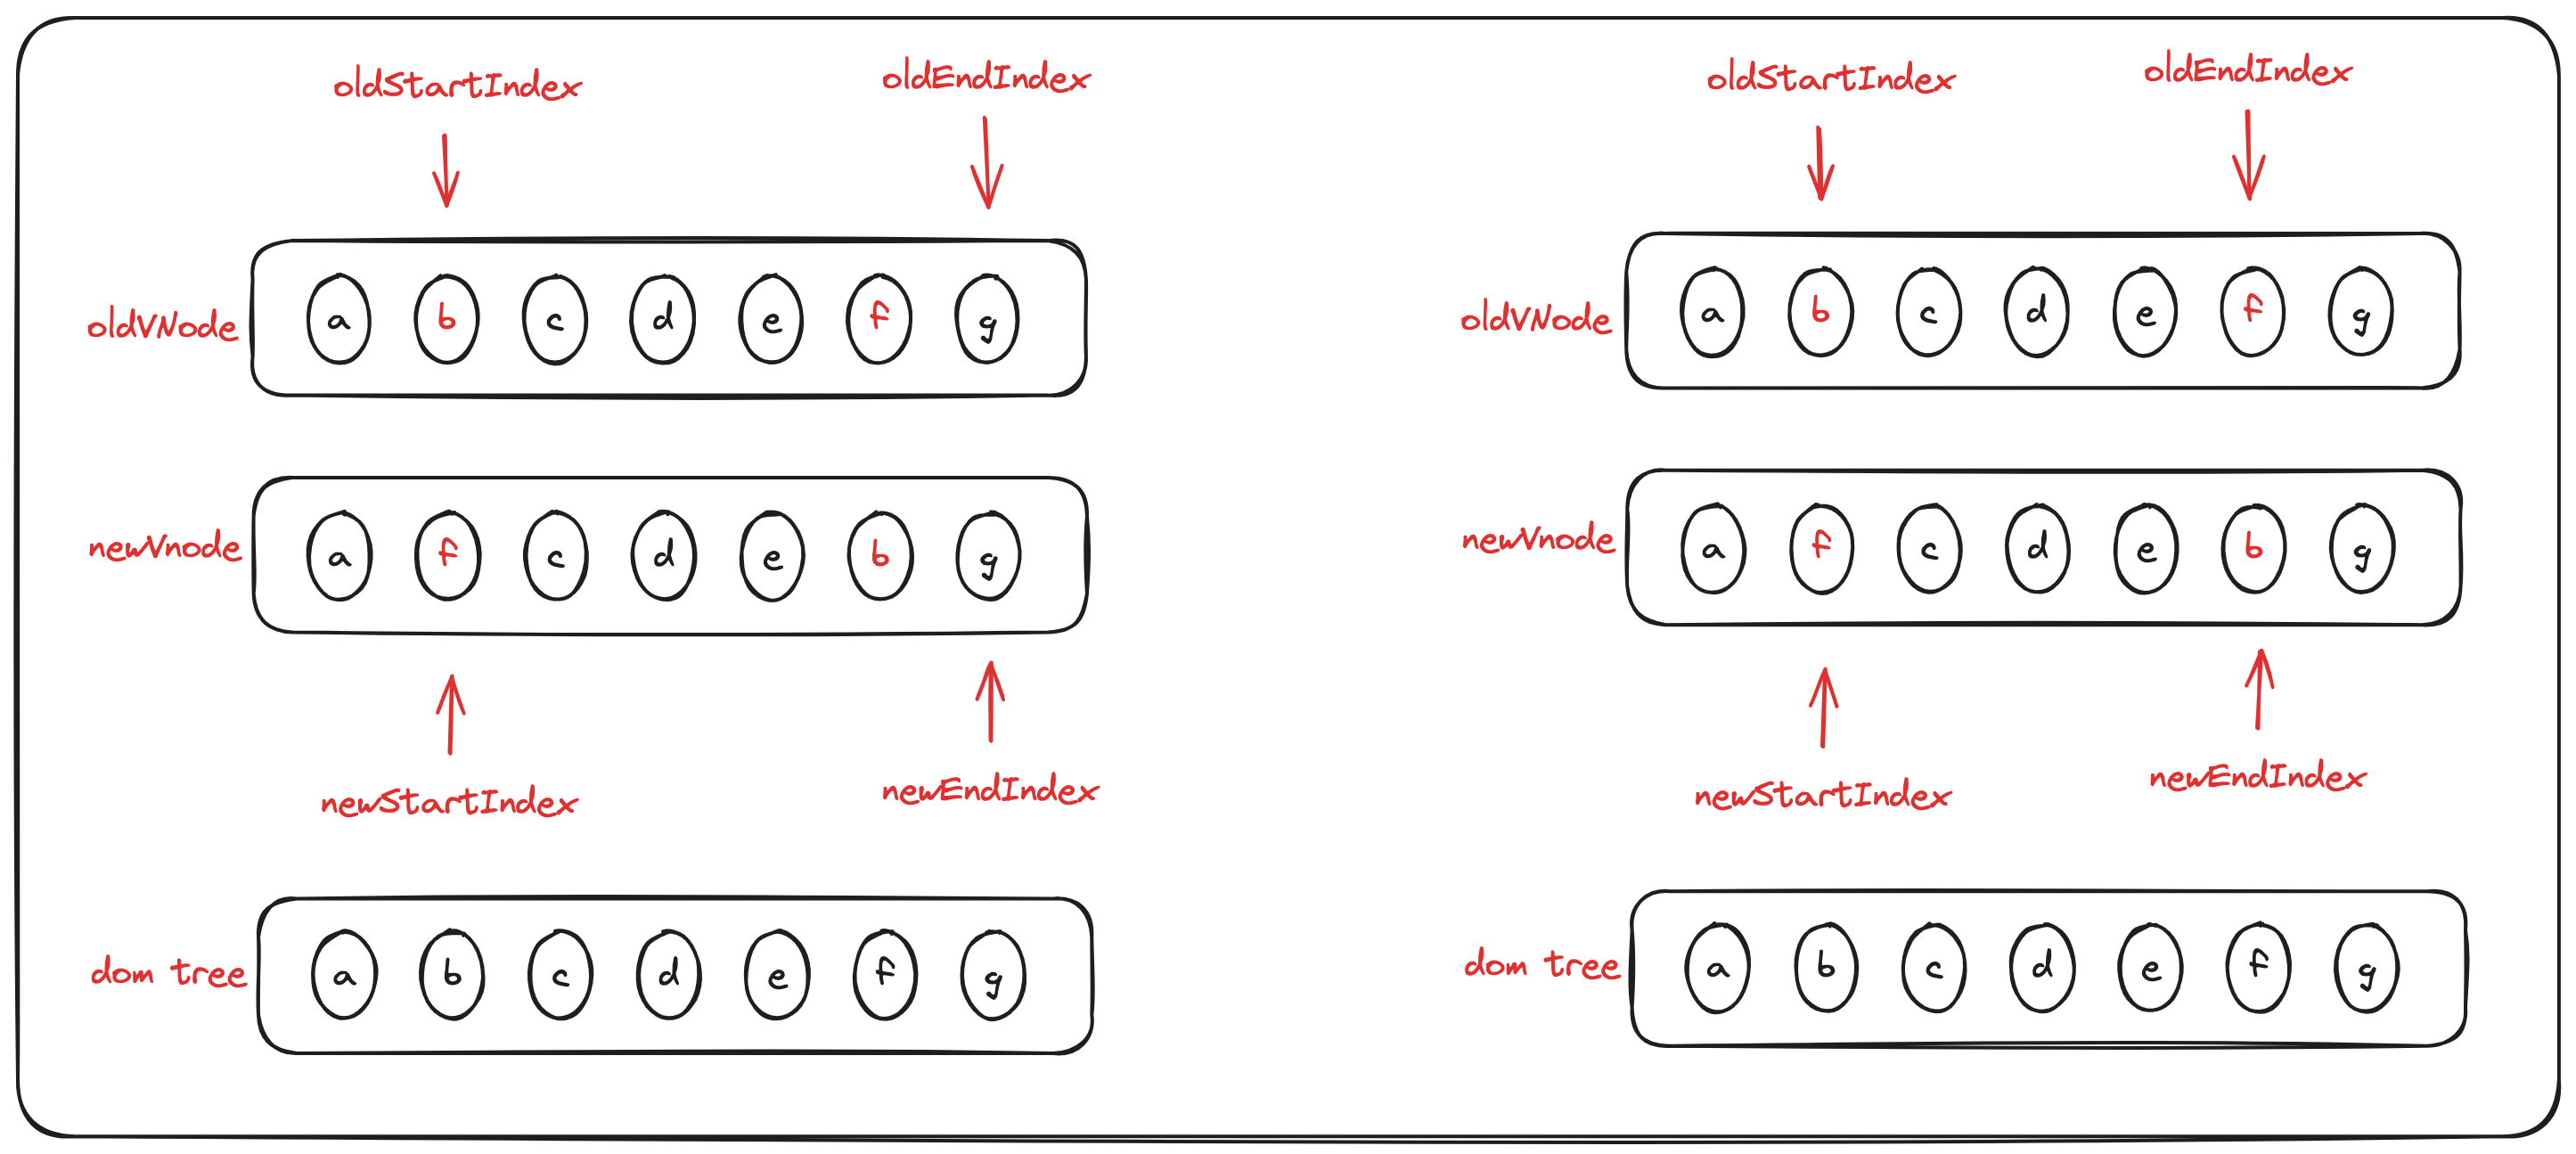 oldStartIndex
oldEndIndex
oldVNode
a b c d e f g
newVnode
a f c d e b g
newStartIndex
newEndIndex
dom tree
a b c d e f g
oldStartIndex
oldEndIndex
oldVNode
a b c d e f g
newVnode
a f c d e b g
newStartIndex
newEndIndex
dom tree
a b c d e f g